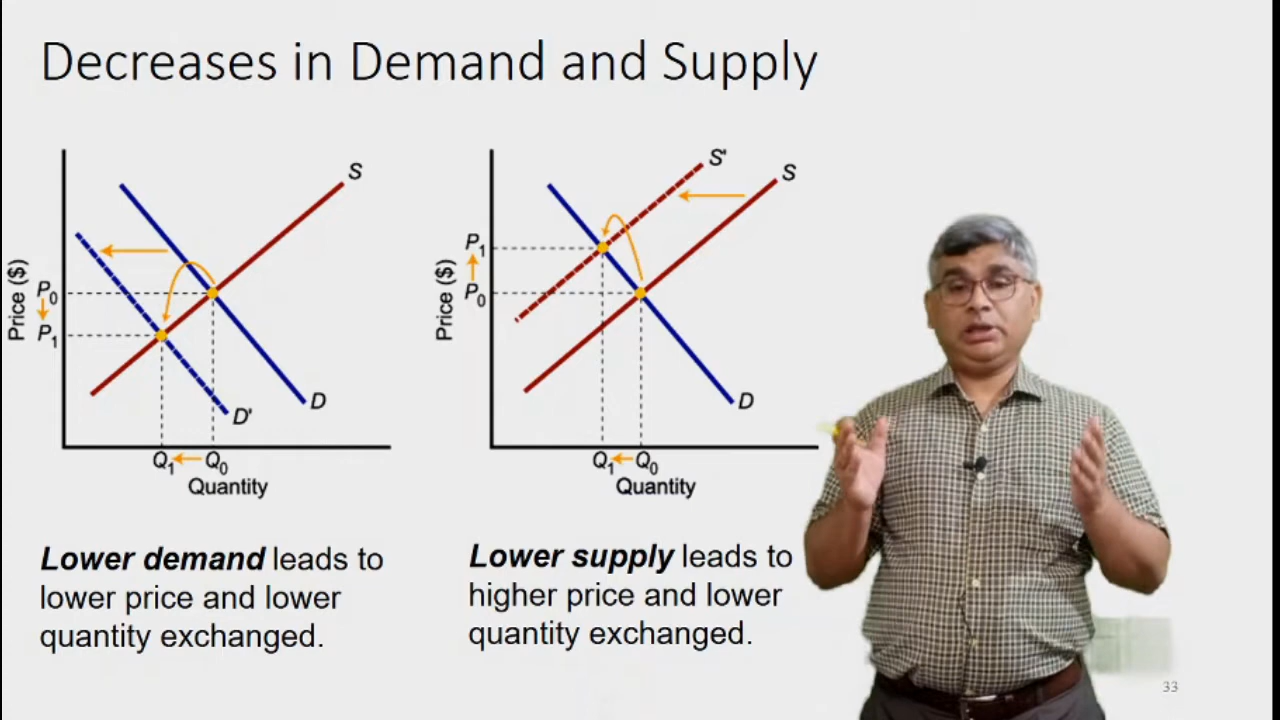 Decreases in Demand and Supply
S
Price ($)
P0
P1
D
D'
Q1 Q0
Quantity
S'
S
Price ($)
P1
P0
D
Q1 Q0
Quantity
Lower demand leads to
lower price and lower
quantity exchanged.
Lower supply leads to
higher price and lower
quantity exchanged.
33